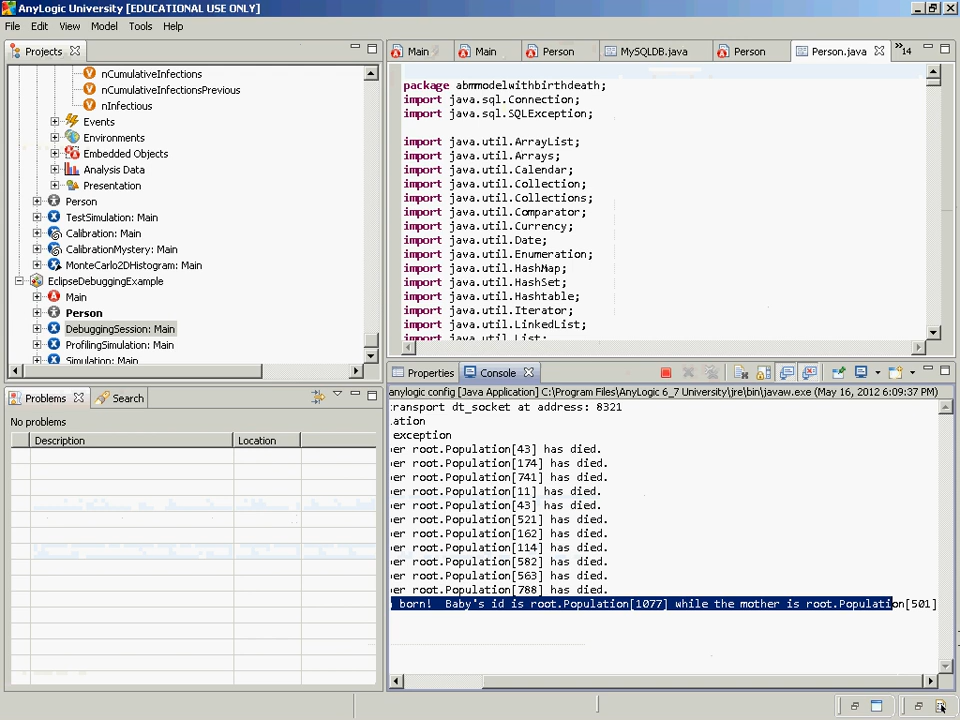 AnyLogic University [EDUCATIONAL USE ONLY]
File Edit View Model Tools Help
Projects
nCumulativeInfections
nCumulativeInfectionsPrevious
nInfectious
Events
Environments
Embedded Objects
Analysis Data
Presentation
Person
TestSimulation: Main
Calibration: Main
CalibrationMystery: Main
MonteCarlo2DHistogram: Main
EclipseDebuggingExample
Main
Person
DebuggingSession: Main
ProfilingSimulation: Main
Simulation: Main
Main Main Person MySQLDB.java Person Person.java »14
package abmmodelwithbirthdeath;
import java.sql.Connection;
import java.sql.SQLException;
import java.util.ArrayList;
import java.util.Arrays;
import java.util.Calendar;
import java.util.Collection;
import java.util.Collections;
import java.util.Comparator;
import java.util.Currency;
import java.util.Date;
import java.util.Enumeration;
import java.util.HashMap;
import java.util.HashSet;
import java.util.Hashtable;
import java.util.Iterator;
import java.util.LinkedList;
import java.util.List;
Problems Search
No problems
Description Location
Properties Console
anylogic config [Java Application] C:\Program Files\AnyLogic 6_7 University\jre\bin\javaw.exe (May 16, 2012 6:09:37 PM)
transport dt_socket at address: 8321
ation
exception
er root.Population[43] has died.
er root.Population[174] has died.
er root.Population[741] has died.
er root.Population[11] has died.
er root.Population[43] has died.
er root.Population[521] has died.
er root.Population[162] has died.
er root.Population[114] has died.
er root.Population[582] has died.
er root.Population[563] has died.
er root.Population[788] has died.
born! Baby's id is root.Population[1077] while the mother is root.Population[501]